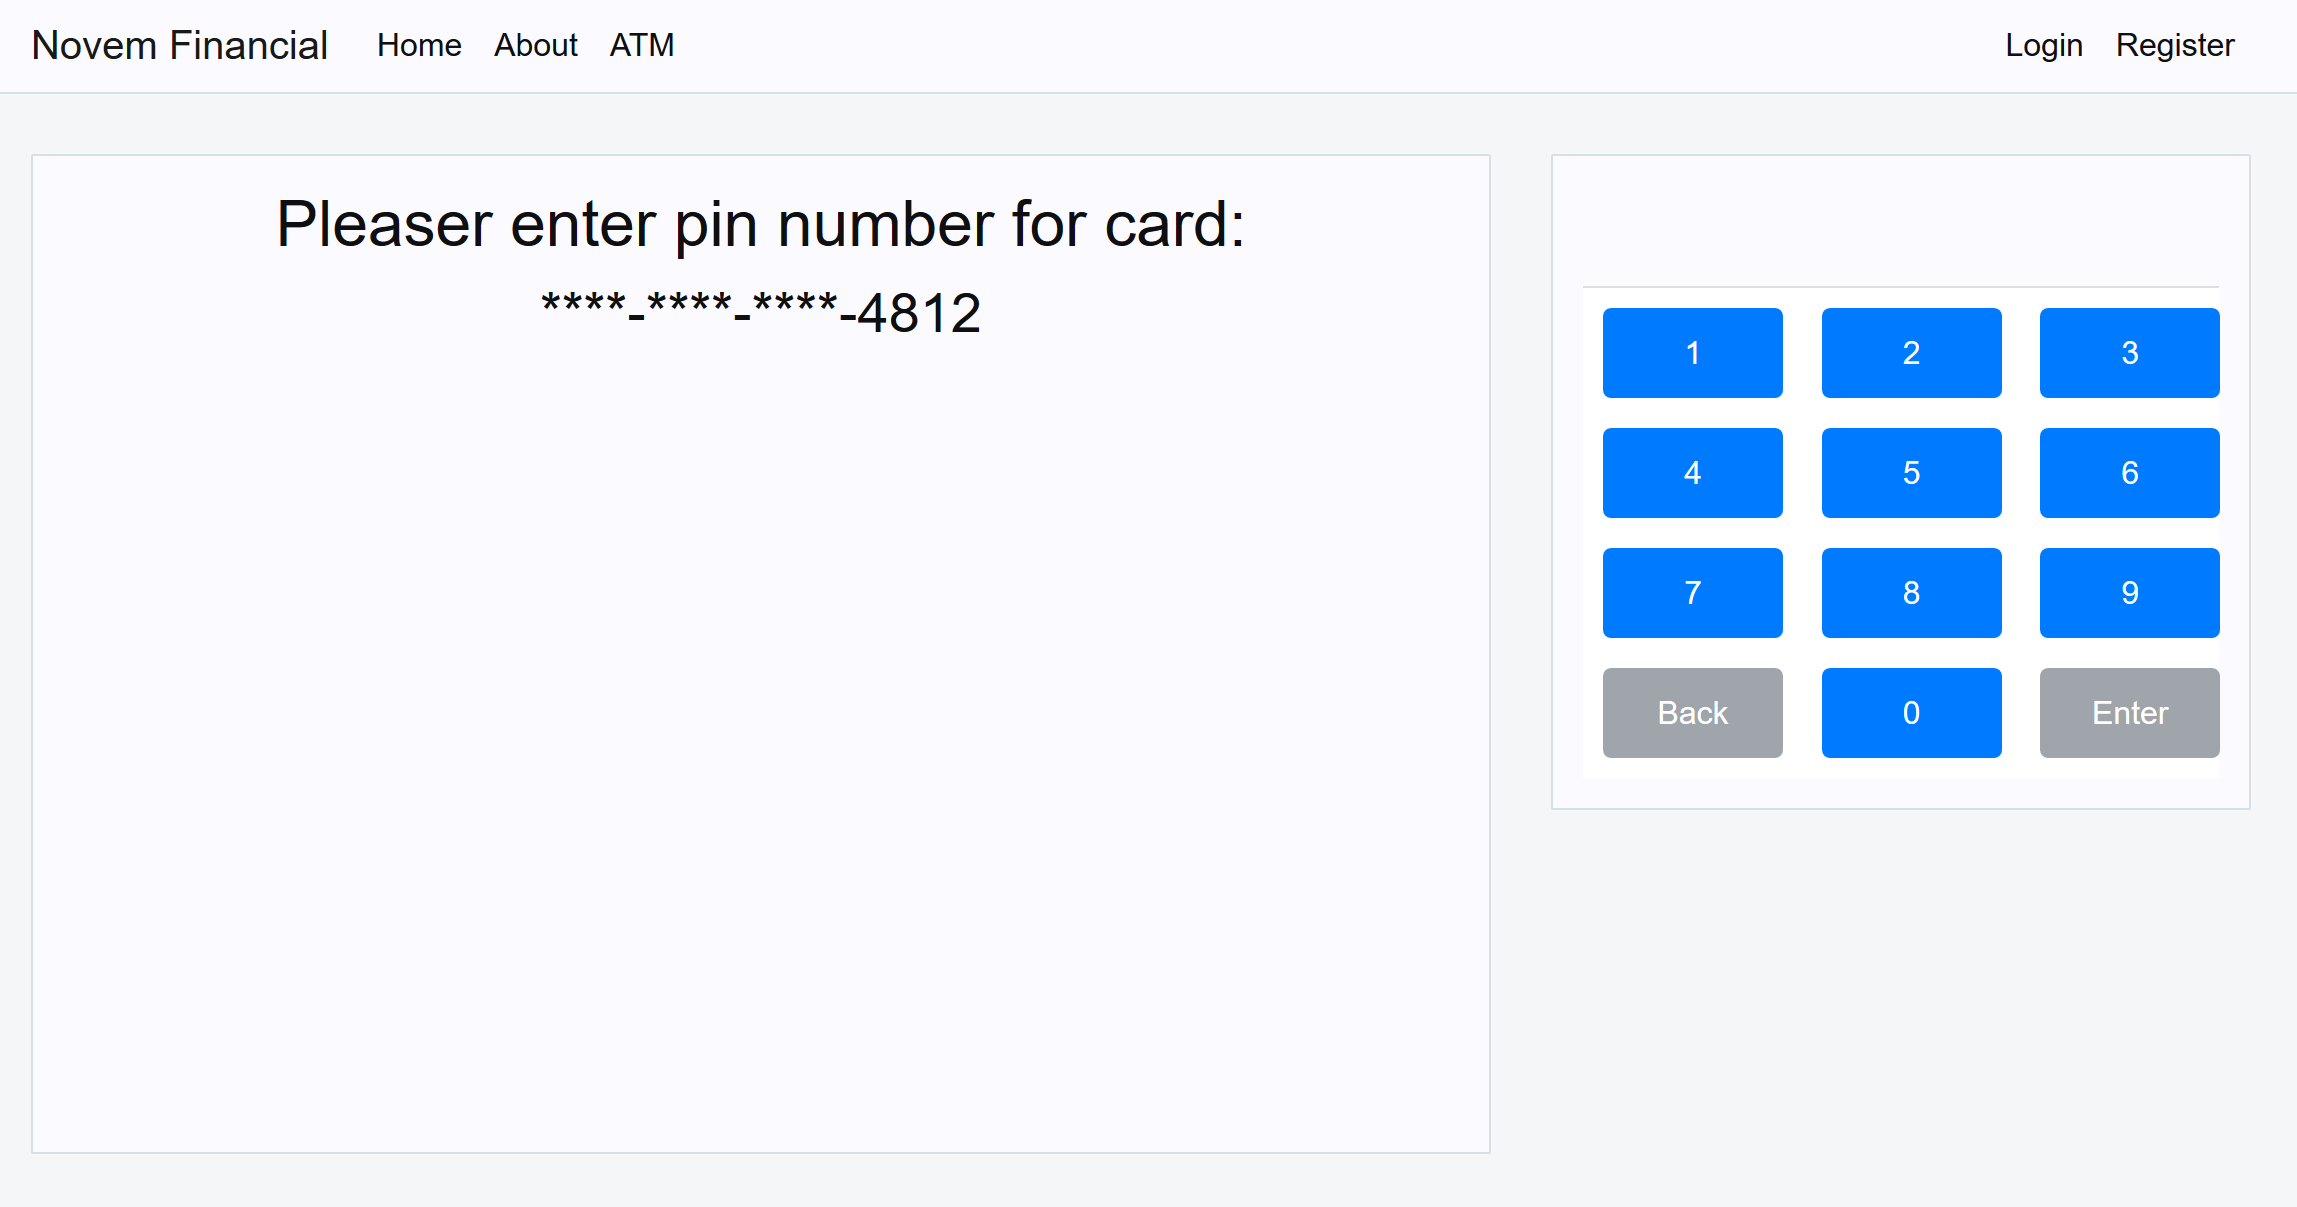 Novem Financial Home About ATM Login Register
Pleaser enter pin number for card:
****-****-****-4812
1 2 3
4 5 6
7 8 9
Back 0 Enter